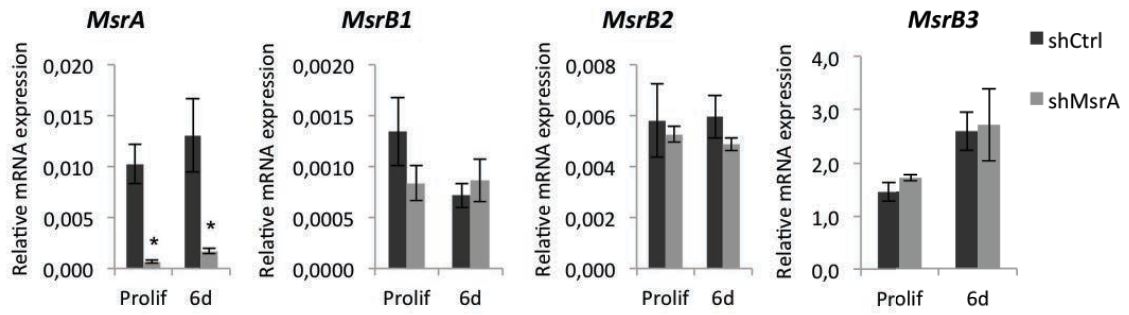 MsrA
Relative mRNA expression
0,020
0,015
0,010
0,005
0,000
*
*
Prolif 6d
MsrB1
Relative mRNA expression
0,0020
0,0015
0,0010
0,0005
0,0000
Prolif 6d
MsrB2
Relative mRNA expression
0,008
0,006
0,004
0,002
0,000
Prolif 6d
MsrB3
Relative mRNA expression
4,0
3,0
2,0
1,0
0,0
Prolif 6d
shCtrl
shMsrA